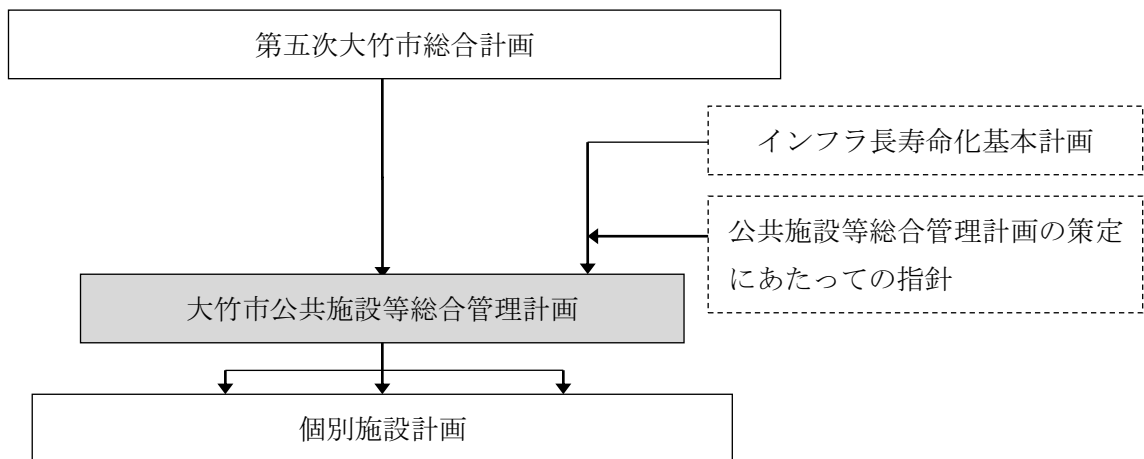 第五次大竹市総合計画
インフラ長寿命化基本計画
公共施設等総合管理計画の策定
にあたっての指針
大竹市公共施設等総合管理計画
個別施設計画